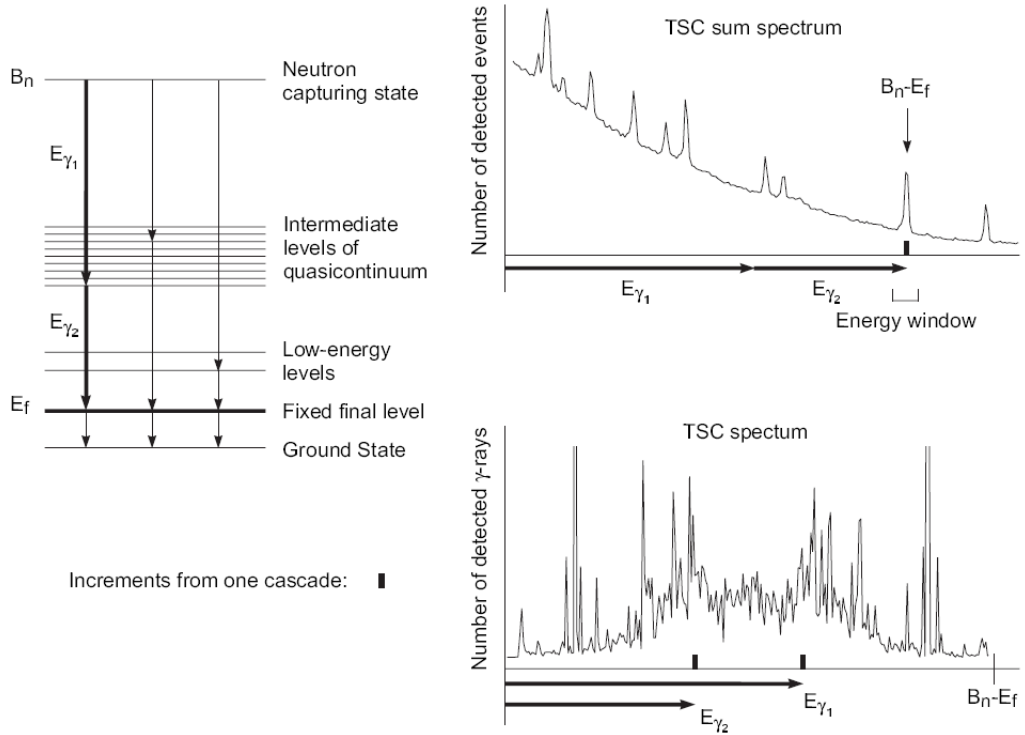 Bn
Neutron
capturing state
Eγ1
Intermediate
levels of
quasicontinuum
Eγ2
Low-energy
levels
Ef
Fixed final level
Ground State
Increments from one cascade:
Number of detected events
TSC sum spectrum
Bn-Ef
Eγ1
Eγ2
Energy window
Number of detected γ-rays
TSC spectum
Bn-Ef
Eγ1
Eγ2